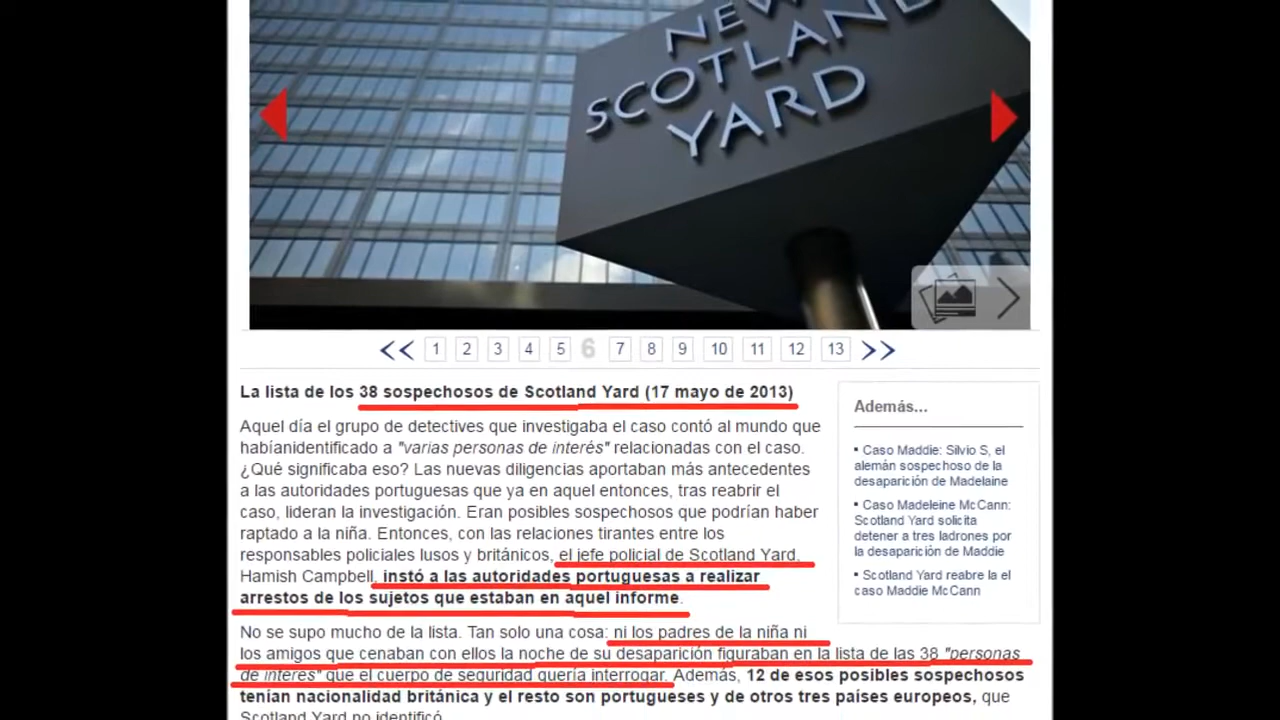 NEW
SCOTLAND
YARD
1 2 3 4 5 6 7 8 9 10 11 12 13
La lista de los 38 sospechosos de Scotland Yard (17 mayo de 2013)
Aquel día el grupo de detectives que investigaba el caso contó al mundo que
habíanidentificado a "varias personas de interés" relacionadas con el caso.
¿Qué significaba eso? Las nuevas diligencias aportaban más antecedentes
a las autoridades portuguesas que ya en aquel entonces, tras reabrir el
caso, lideran la investigación. Eran posibles sospechosos que podrían haber
raptado a la niña. Entonces, con las relaciones tirantes entre los
responsables policiales lusos y británicos, el jefe policial de Scotland Yard,
Hamish Campbell, instó a las autoridades portuguesas a realizar
arrestos de los sujetos que estaban en aquel informe.
No se supo mucho de la lista. Tan solo una cosa: ni los padres de la niña ni
los amigos que cenaban con ellos la noche de su desaparición figuraban en la lista de las 38 "personas
de interés" que el cuerpo de seguridad quería interrogar. Además, 12 de esos posibles sospechosos
tenían nacionalidad británica y el resto son portugueses y de otros tres países europeos, que
Scotland Yard no identificó.
Además...
▪ Caso Maddie: Silvio S, el
alemán sospechoso de la
desaparición de Madelaine
▪ Caso Madeleine McCann:
Scotland Yard solicita
detener a tres ladrones por
la desaparición de Maddie
▪ Scotland Yard reabre la el
caso Maddie McCann